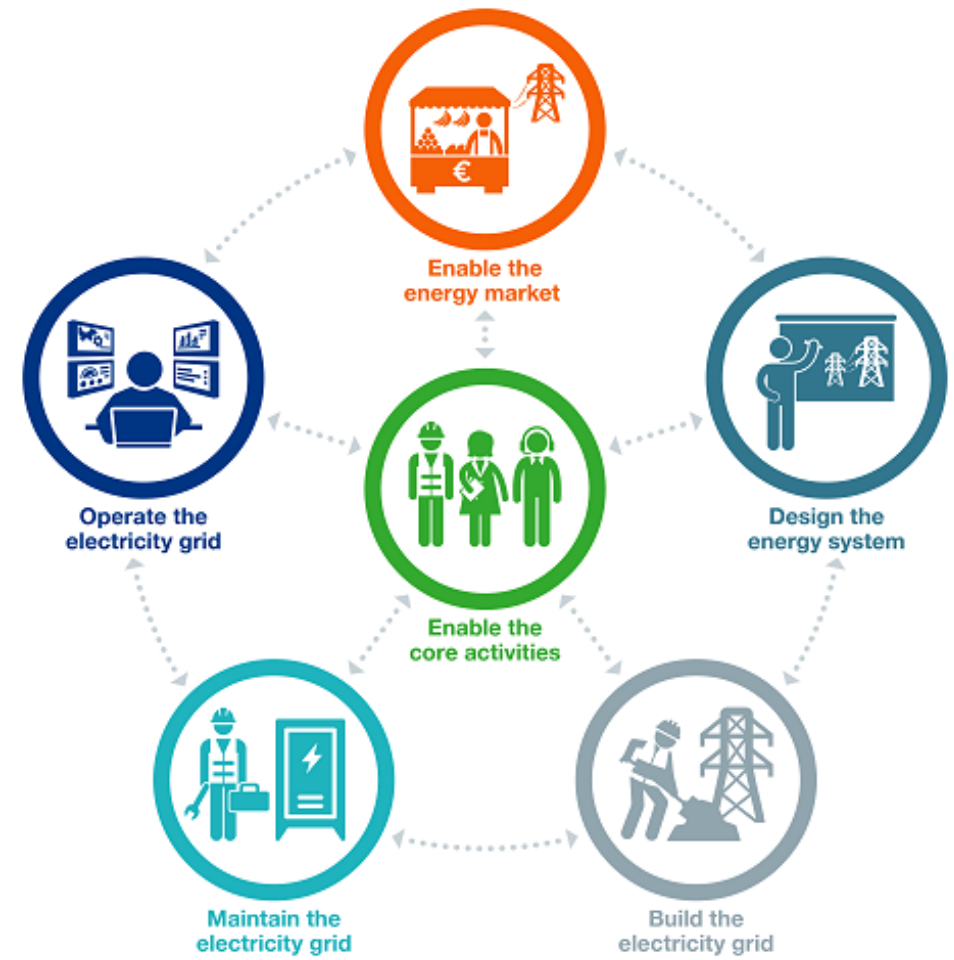 €
Enable the
energy market
Operate the
electricity grid
Design the
energy system
Enable the
core activities
Maintain the
electricity grid
Build the
electricity grid